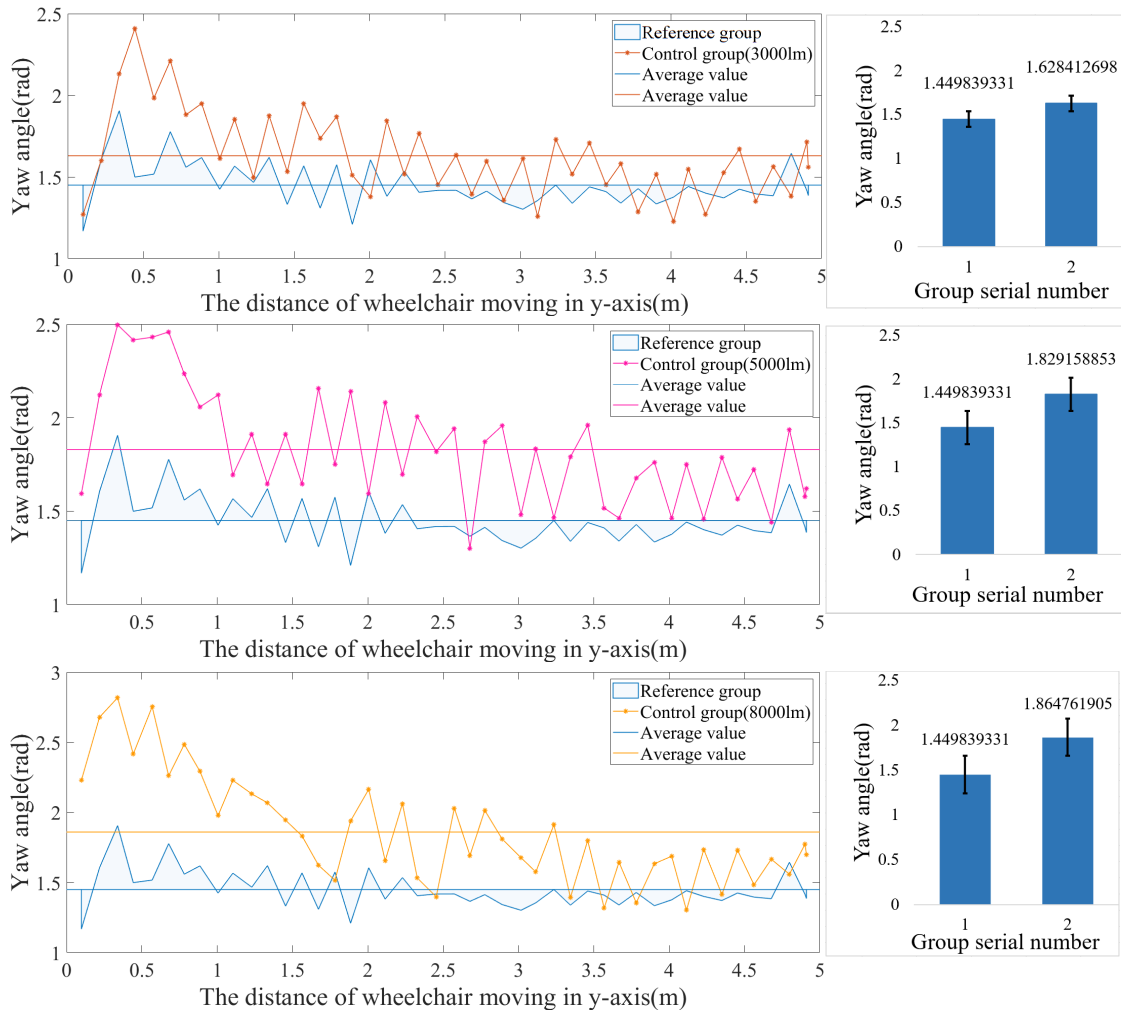 2.5
2
1.5
1
Yaw angle(rad)
Reference group
Control group(3000lm)
Average value
Average value
0 0.5 1 1.5 2 2.5 3 3.5 4 4.5 5
The distance of wheelchair moving in y-axis(m)
2
1.5
1
0.5
0
Yaw angle(rad)
1.449839331
1.628412698
1 2
Group serial number
2.5
2
1.5
1
Yaw angle(rad)
Reference group
Control group(5000lm)
Average value
Average value
0.5 1 1.5 2 2.5 3 3.5 4 4.5 5
The distance of wheelchair moving in y-axis(m)
2.5
2
1.5
1
0.5
0
Yaw angle(rad)
1.449839331
1.829158853
1 2
Group serial number
3
2.5
2
1.5
1
Yaw angle(rad)
Reference group
Control group(8000lm)
Average value
Average value
0 0.5 1 1.5 2 2.5 3 3.5 4 4.5 5
The distance of wheelchair moving in y-axis(m)
2.5
2
1.5
1
0.5
0
Yaw angle(rad)
1.449839331
1.864761905
1 2
Group serial number